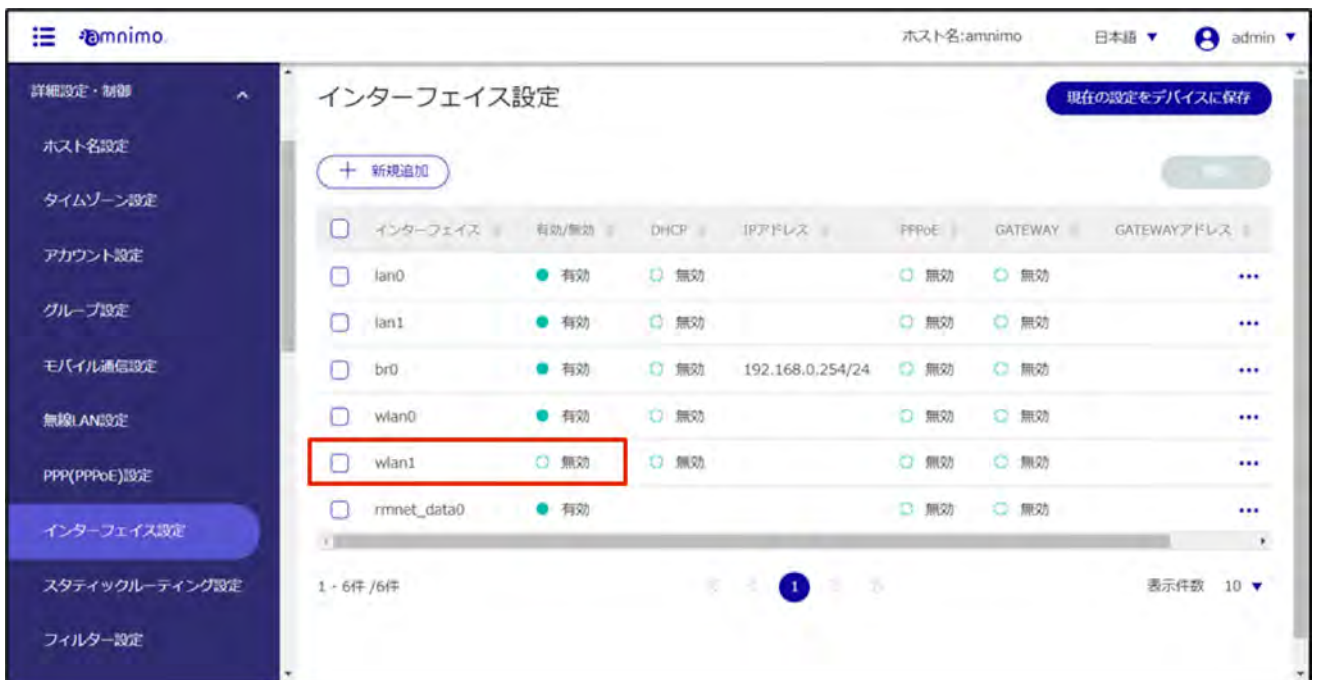 amnimo ホスト名:amnimo 日本語 ▼ admin ▼
詳細設定・制御
ホスト名設定
タイムゾーン設定
アカウント設定
グループ設定
モバイル通信設定
無線LAN設定
PPP(PPPoE)設定
インターフェイス設定
スタティックルーティング設定
フィルター設定
インターフェイス設定 現在の設定をデバイスに保存
+ 新規追加
インターフェイス 有効/無効 DHCP IPアドレス PPPoE GATEWAY GATEWAYアドレス
lan0 有効 無効 無効 無効 •••
lan1 有効 無効 無効 無効 •••
br0 有効 無効 192.168.0.254/24 無効 無効 •••
wlan0 有効 無効 無効 無効 •••
wlan1 無効 無効 無効 無効 •••
rmnet_data0 有効 無効 無効 •••
1 - 6件 /6件 1 表示件数 10 ▼